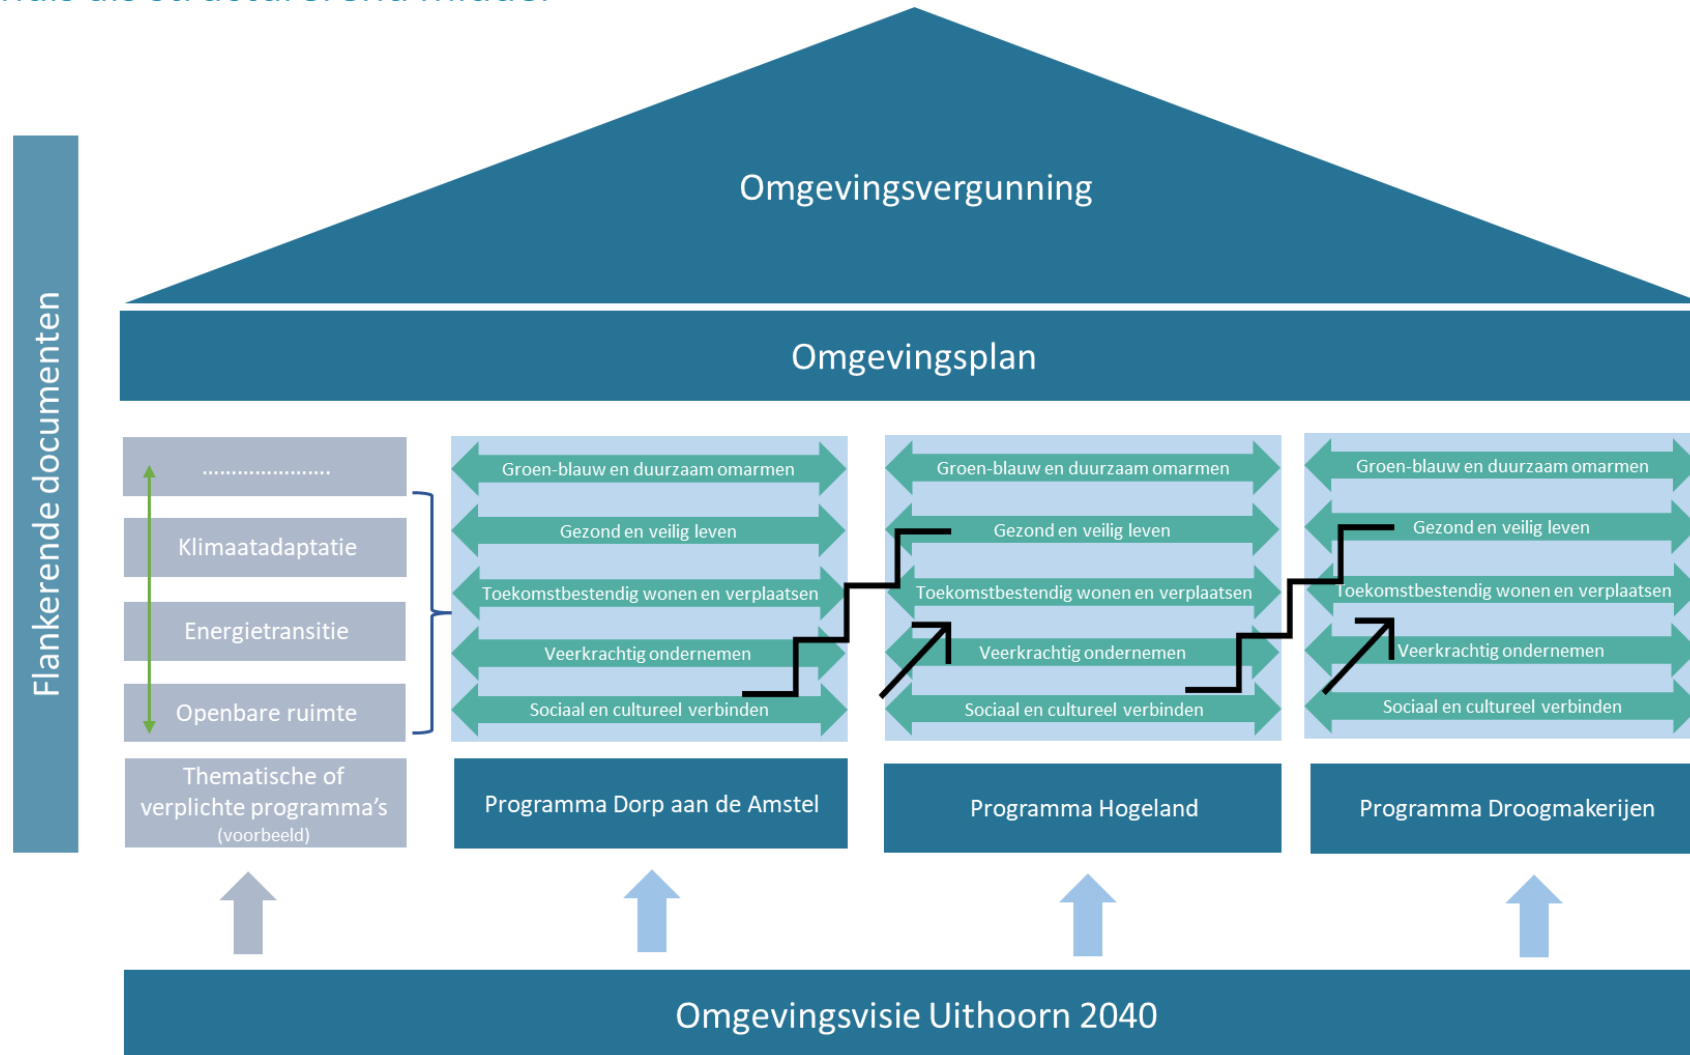 als structurerend middel
Omgevingsvergunning
Omgevingsplan
Flankerende documenten
......................
Klimaatadaptatie
Energietransitie
Openbare ruimte
Thematische of
verplichte programma's
(voorbeeld)
Groen-blauw en duurzaam omarmen
Gezond en veilig leven
Toekomstbestendig wonen en verplaatsen
Veerkrachtig ondernemen
Sociaal en cultureel verbinden
Programma Dorp aan de Amstel
Groen-blauw en duurzaam omarmen
Gezond en veilig leven
Toekomstbestendig wonen en verplaatsen
Veerkrachtig ondernemen
Sociaal en cultureel verbinden
Programma Hogeland
Groen-blauw en duurzaam omarmen
Gezond en veilig leven
Toekomstbestendig wonen en verplaatsen
Veerkrachtig ondernemen
Sociaal en cultureel verbinden
Programma Droogmakerijen
Omgevingsvisie Uithoorn 2040